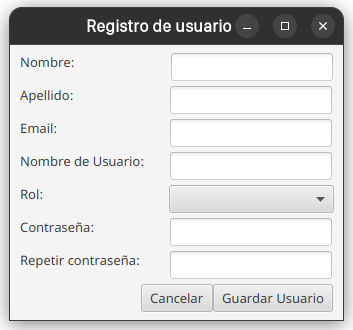 Registro de usuario
Nombre:
Apellido:
Email:
Nombre de Usuario:
Rol:
Contraseña:
Repetir contraseña:
Cancelar Guardar Usuario